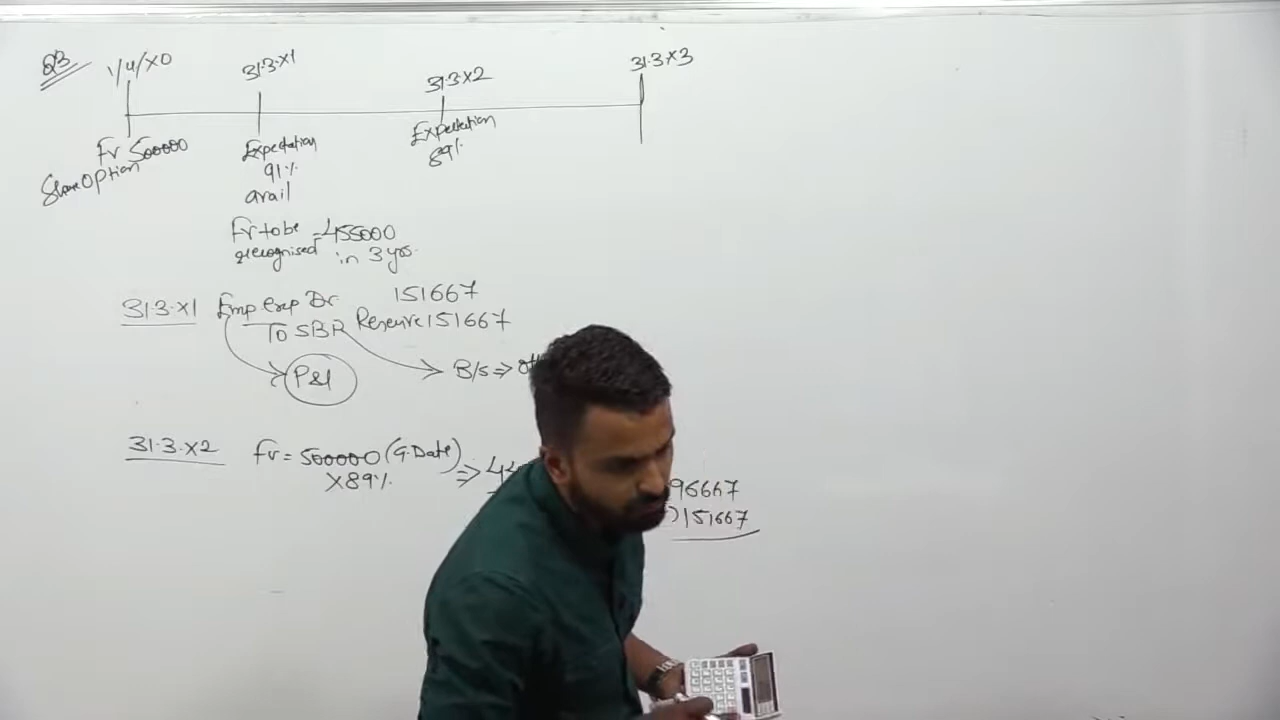 Q3 1/4/X0 31.3.X1 31.3.X2 31.3.X3
Fv 500000
Share Option
Expectation
91%
avail
Expectation
89%
Fv to be = 455000
recognised in 3 yrs.
31.3.X1 Emp Exp Dr 151667
To SBR Reserve 151667
P&l
B/s ⇒
31.3.X2 Fv = 500000 (G.Date) ⇒
X89%
96667
)151667